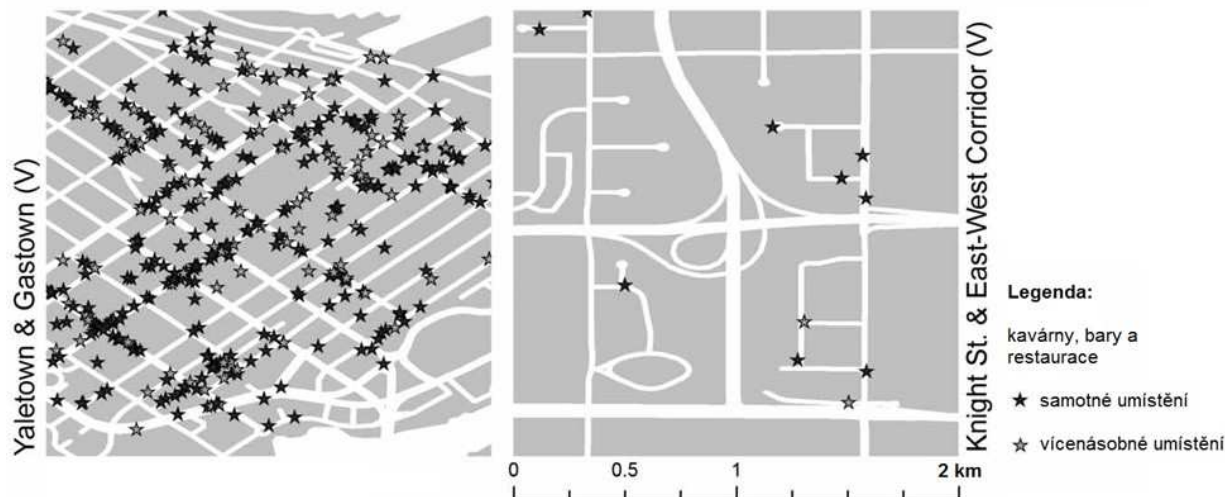 Yaletown & Gastown (V)
Knight St. & East-West Corridor (V)
Legenda:
kavárny, bary a
restaurace
samotné umístění
vícenásobné umístění
0 0.5 1 2 km